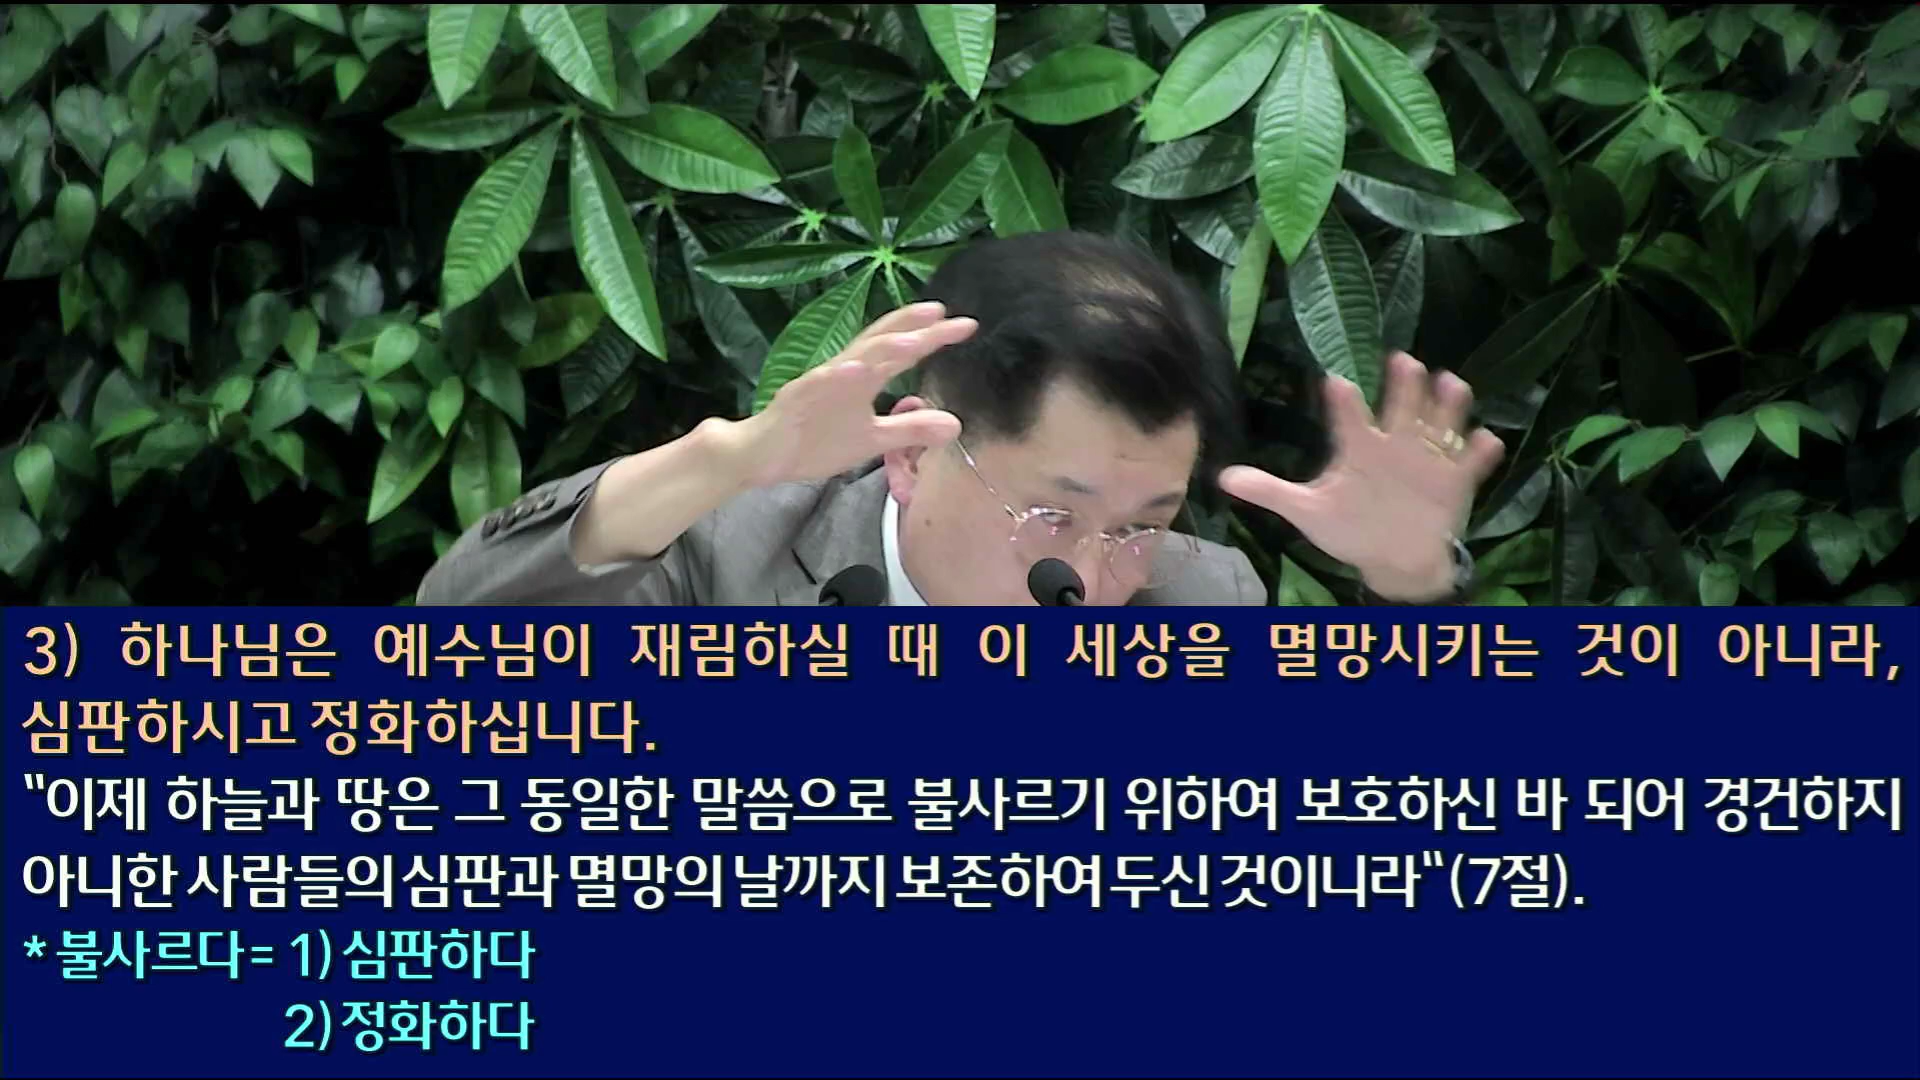 3) 하나님은 예수님이 재림하실 때 이 세상을 멸망시키는 것이 아니라,
심판하시고 정화하십니다.
“이제 하늘과 땅은 그 동일한 말씀으로 불사르기 위하여 보호하신 바 되어 경건하지
아니한 사람들의 심판과 멸망의 날까지 보존하여 두신 것이니라“(7절).
* 불사르다= 1) 심판하다
2) 정화하다